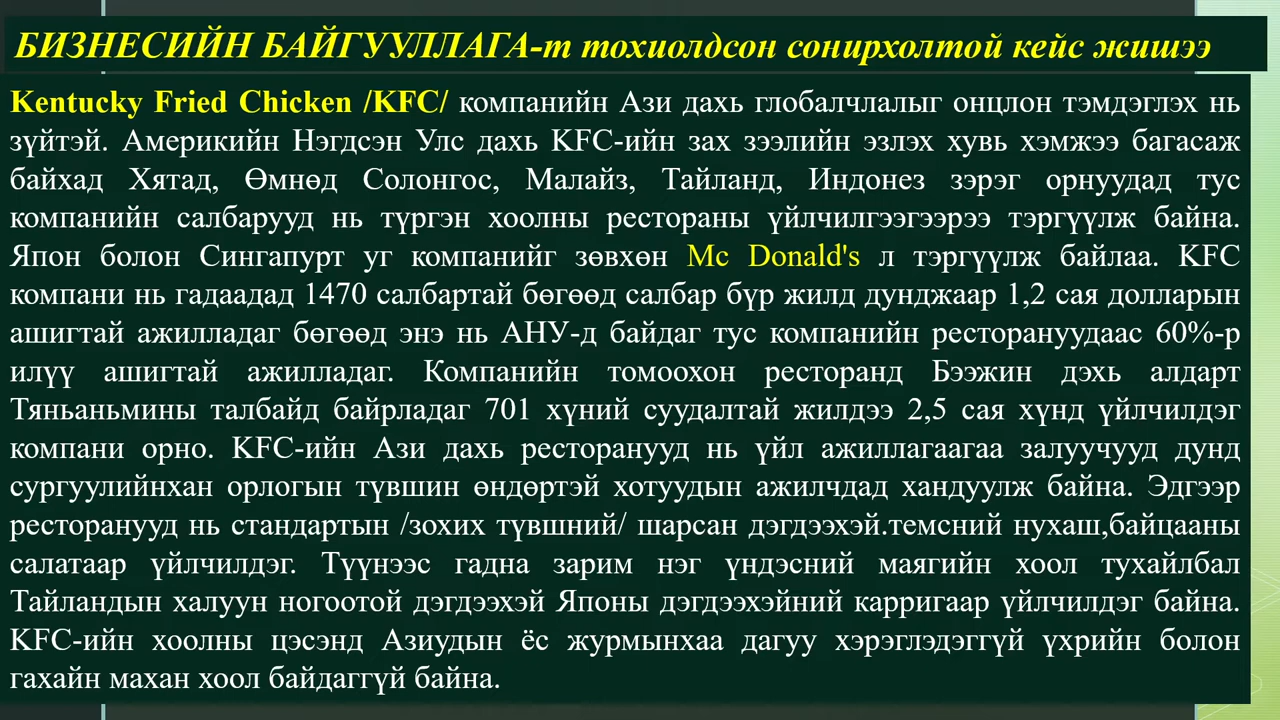 БИЗНЕСИЙН БАЙГУУЛЛАГА-т тохиолдсон сонирхолтой кейс жишээ
Kentucky Fried Chicken /KFC/ компанийн Ази дахь глобалчлалыг онцлон тэмдэглэх нь
зүйтэй. Америкийн Нэгдсэн Улс дахь KFC-ийн зах зээлийн эзлэх хувь хэмжээ багасаж
байхад Хятад, Өмнөд Солонгос, Малайз, Тайланд, Индонез зэрэг орнуудад тус
компанийн салбарууд нь түргэн хоолны рестораны үйлчилгээгээрээ тэргүүлж байна.
Япон болон Сингапурт уг компанийг зөвхөн Mc Donald's л тэргүүлж байлаа. KFC
компани нь гадаадад 1470 салбартай бөгөөд салбар бүр жилд дунджаар 1,2 сая долларын
ашигтай ажилладаг бөгөөд энэ нь АНУ-д байдаг тус компанийн ресторануудаас 60%-р
илүү ашигтай ажилладаг. Компанийн томоохон ресторанд Бээжин дэхь алдарт
Тяньаньмины талбайд байрладаг 701 хүний суудалтай жилдээ 2,5 сая хүнд үйлчилдэг
компани орно. KFC-ийн Ази дахь ресторанууд нь үйл ажиллагаагаа залуучууд дунд
сургуулийнхан орлогын түвшин өндөртэй хотуудын ажилчдад хандуулж байна. Эдгээр
ресторанууд нь стандартын /зохих түвшний/ шарсан дэгдээхэй.темсний нухаш,байцааны
салатаар үйлчилдэг. Түүнээс гадна зарим нэг үндэсний маягийн хоол тухайлбал
Тайландын халуун ногоотой дэгдээхэй Японы дэгдээхэйний карригаар үйлчилдэг байна.
KFC-ийн хоолны цэсэнд Азиудын ёс журмынхаа дагуу хэрэглэдэггүй үхрийн болон
гахайн махан хоол байдаггүй байна.